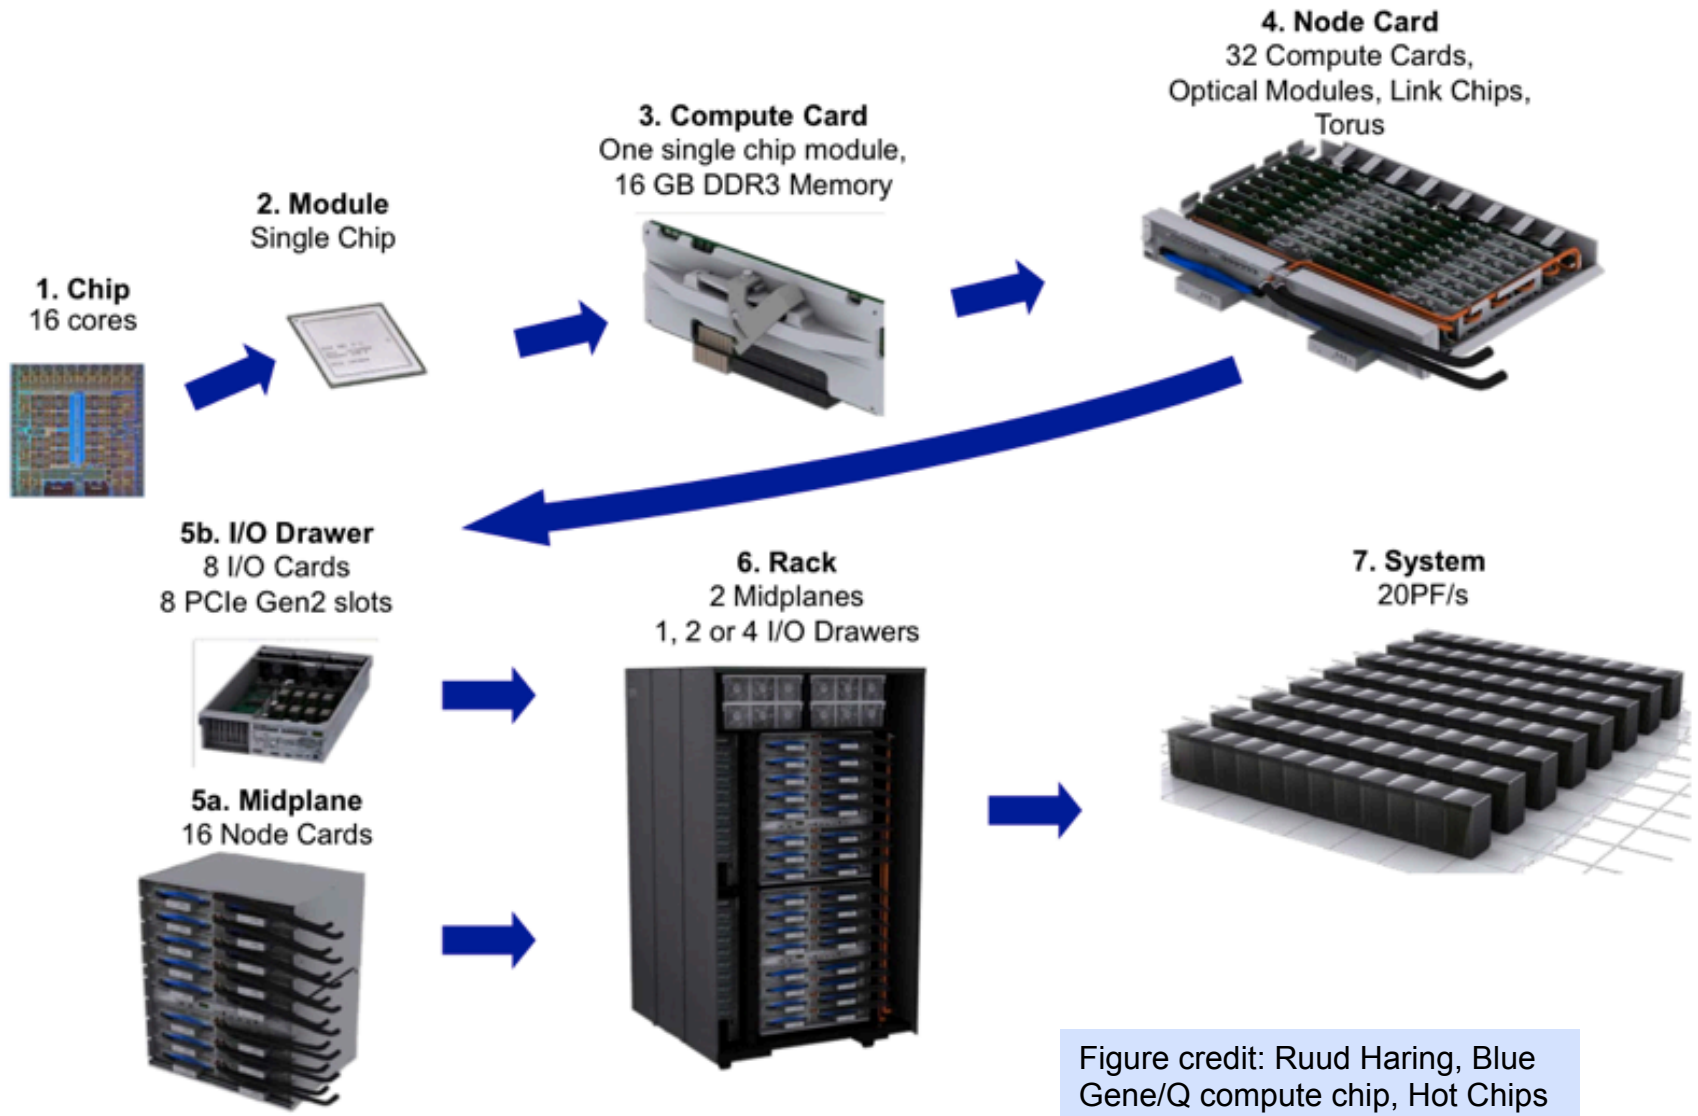 1. Chip
16 cores
2. Module
Single Chip
3. Compute Card
One single chip module,
16 GB DDR3 Memory
4. Node Card
32 Compute Cards,
Optical Modules, Link Chips,
Torus
5b. I/O Drawer
8 I/O Cards
8 PCIe Gen2 slots
5a. Midplane
16 Node Cards
6. Rack
2 Midplanes
1, 2 or 4 I/O Drawers
7. System
20PF/s
Figure credit: Ruud Haring, Blue
Gene/Q compute chip, Hot Chips